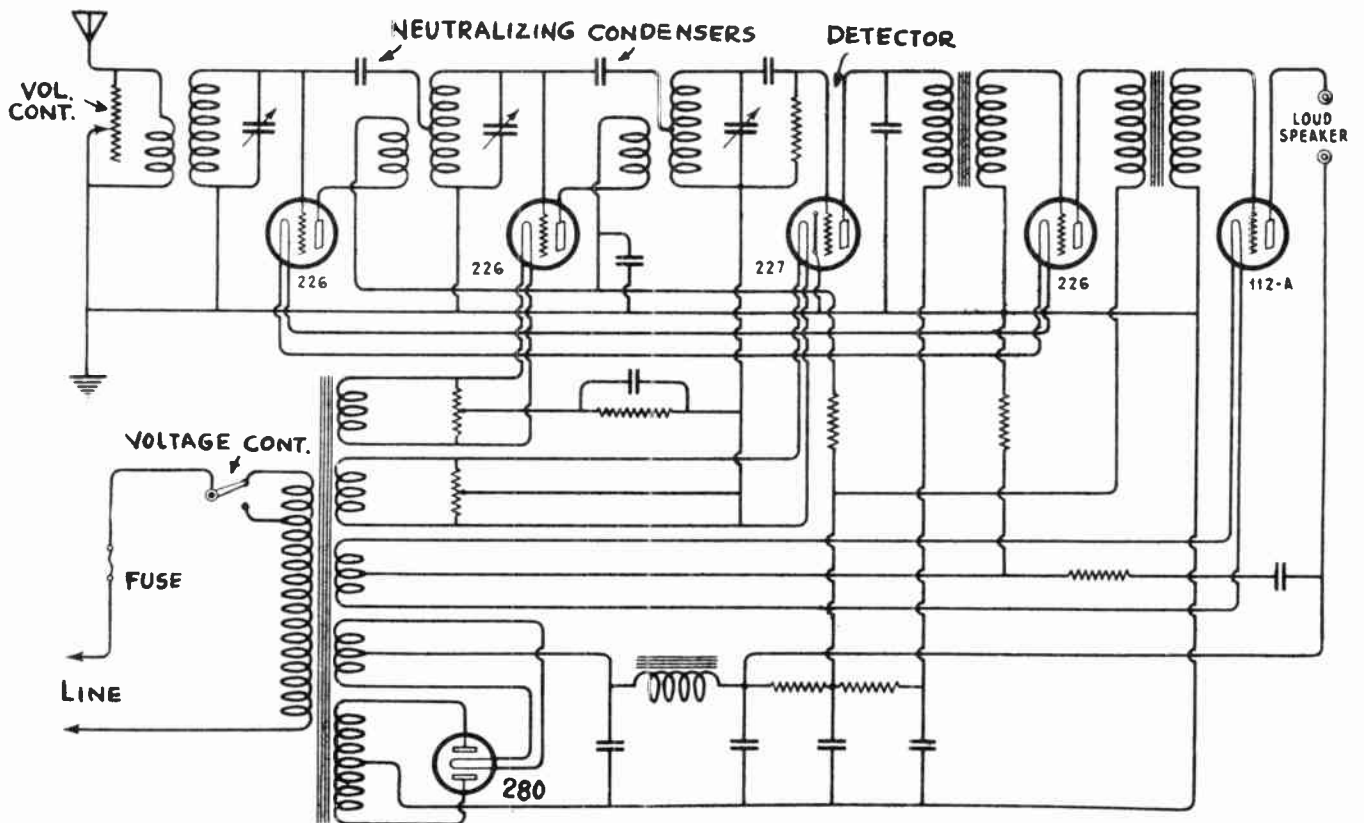 NEUTRALIZING CONDENSERS
DETECTOR
VOL.
CONT.
LOUD
SPEAKER
226
226
227
226
112-A
VOLTAGE CONT.
FUSE
LINE
280